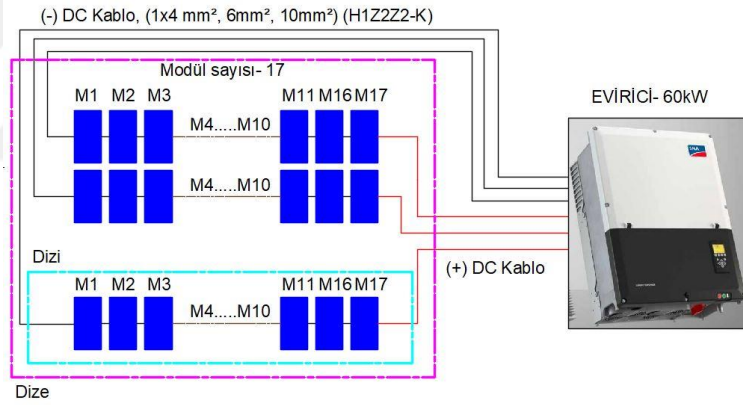 (-) DC Kablo, (1x4 mm², 6mm², 10mm²) (H1Z2Z2-K)
Modül sayısı- 17
M1 M2 M3 M11 M16 M17
M4.....M10
M4.....M10
EVİRİCİ- 60kW
SMA
Dizi
(+) DC Kablo
M1 M2 M3 M11 M16 M17
M4.....M10
Dize